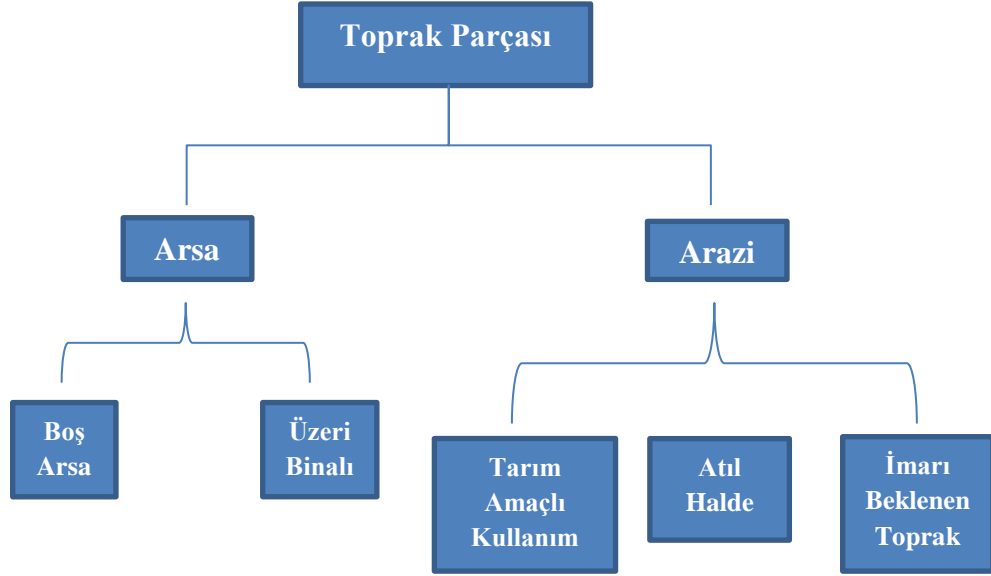 Toprak Parçası
Arsa
Arazi
Boş
Arsa
Üzeri
Binalı
Tarım
Amaçlı
Kullanım
Atıl
Halde
İmarı
Beklenen
Toprak